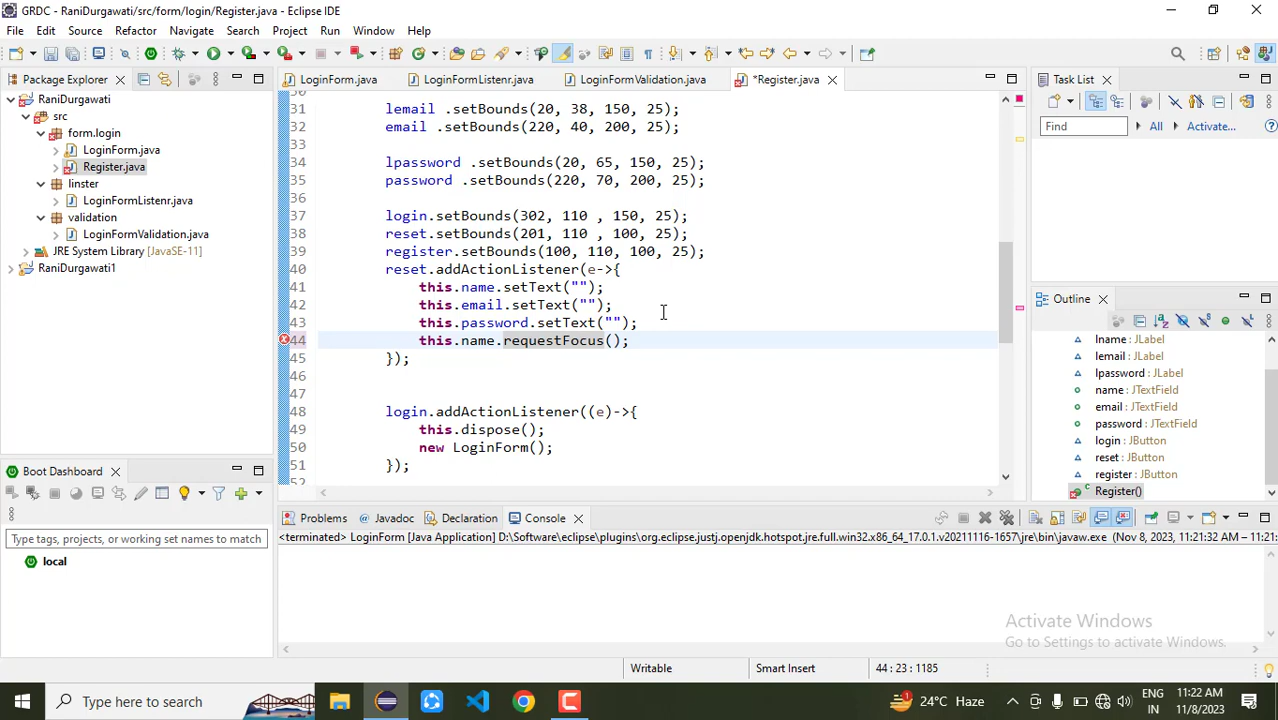 GRDC - RaniDurgawati/src/form/login/Register.java - Eclipse IDE
File Edit Source Refactor Navigate Search Project Run Window Help
Package Explorer
LoginForm.java LoginFormListenr.java LoginFormValidation.java *Register.java
Task List
RaniDurgawati
src
form.login
LoginForm.java
Register.java
linster
LoginFormListenr.java
validation
LoginFormValidation.java
JRE System Library [JavaSE-11]
RaniDurgawati1
30
31 lemail .setBounds(20, 38, 150, 25);
32 email .setBounds(220, 40, 200, 25);
33
34 lpassword .setBounds(20, 65, 150, 25);
35 password .setBounds(220, 70, 200, 25);
36
37 login.setBounds(302, 110 , 150, 25);
38 reset.setBounds(201, 110 , 100, 25);
39 register.setBounds(100, 110, 100, 25);
40 reset.addActionListener(e->{
41 this.name.setText("");
42 this.email.setText("");
43 this.password.setText("");
44 this.name.requestFocus();
45 });
46
47
48 login.addActionListener((e)->{
49 this.dispose();
50 new LoginForm();
51 });
52
Find All Activate...
Outline
lname : JLabel
lemail : JLabel
lpassword : JLabel
name : JTextField
email : JTextField
password : JTextField
login : JButton
reset : JButton
register : JButton
Register()
Boot Dashboard
Type tags, projects, or working set names to match
local
Problems Javadoc Declaration Console
<terminated> LoginForm [Java Application] D:\Software\eclipse\plugins\org.eclipse.justj.openjdk.hotspot.jre.full.win32.x86_64_17.0.1.v20211116-1657\jre\bin\javaw.exe (Nov 8, 2023, 11:21:32 AM – 11:21:
Activate Windows
Go to Settings to activate Windows.
Writable Smart Insert 44 : 23 : 1185
Type here to search
24°C Haze
ENG
IN
11:22 AM
11/8/2023